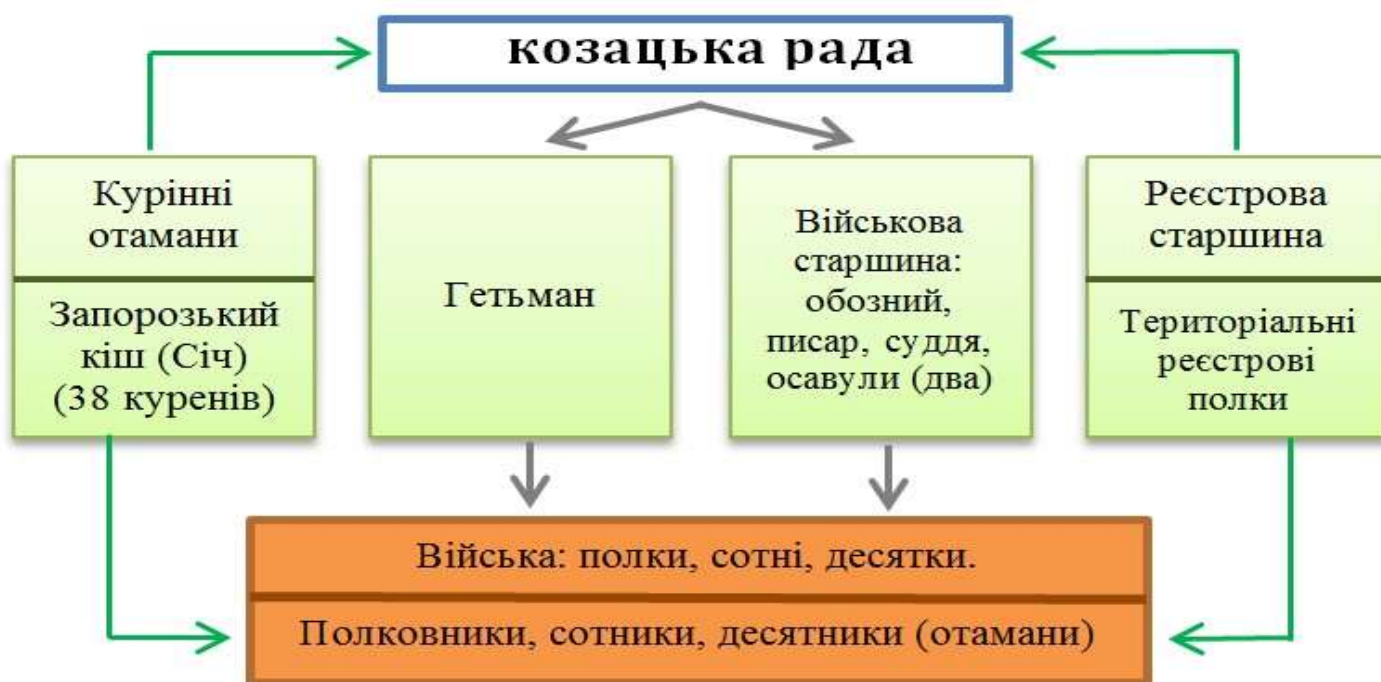 козацька рада
Курінні
отамани
Запорозький
кіш (Січ)
(38 куренів)
Гетьман
Військова
старшина:
обозний,
писар, суддя,
осавули (два)
Реєстрова
старшина
Територіальні
реєстрові
полки
Війська: полки, сотні, десятки.
Полковники, сотники, десятники (отамани)